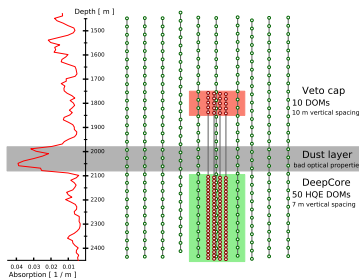 Depth [ m ]
1500
1600
1700
1800
1900
2000
2100
2200
2300
2400
0.04 0.03 0.02 0.01
Absorption [ 1 / m ]
Veto cap
10 DOMs
10 m vertical spacing
Dust layer
bad optical properties
DeepCore
50 HQE DOMs
7 m vertical spacing